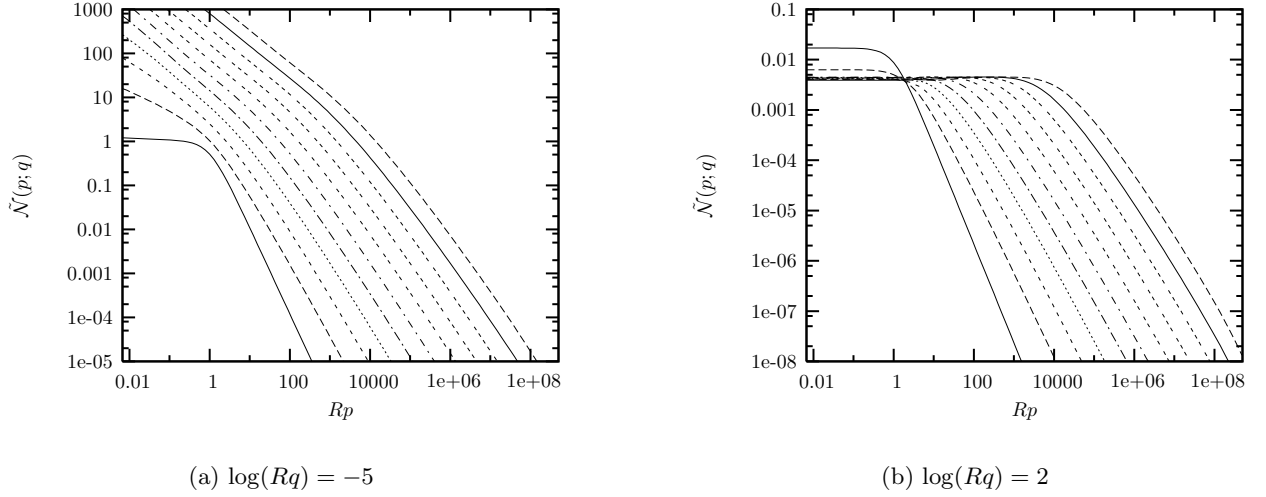 1000
100
10
1
0.1
0.01
0.001
1e-04
1e-05
Ñ(p; q)
0.01 1 100 10000 1e+06 1e+08
Rp
(a) log(Rq) = −5
0.1
0.01
0.001
1e-04
1e-05
1e-06
1e-07
1e-08
Ñ(p; q)
0.01 1 100 10000 1e+06 1e+08
Rp
(b) log(Rq) = 2